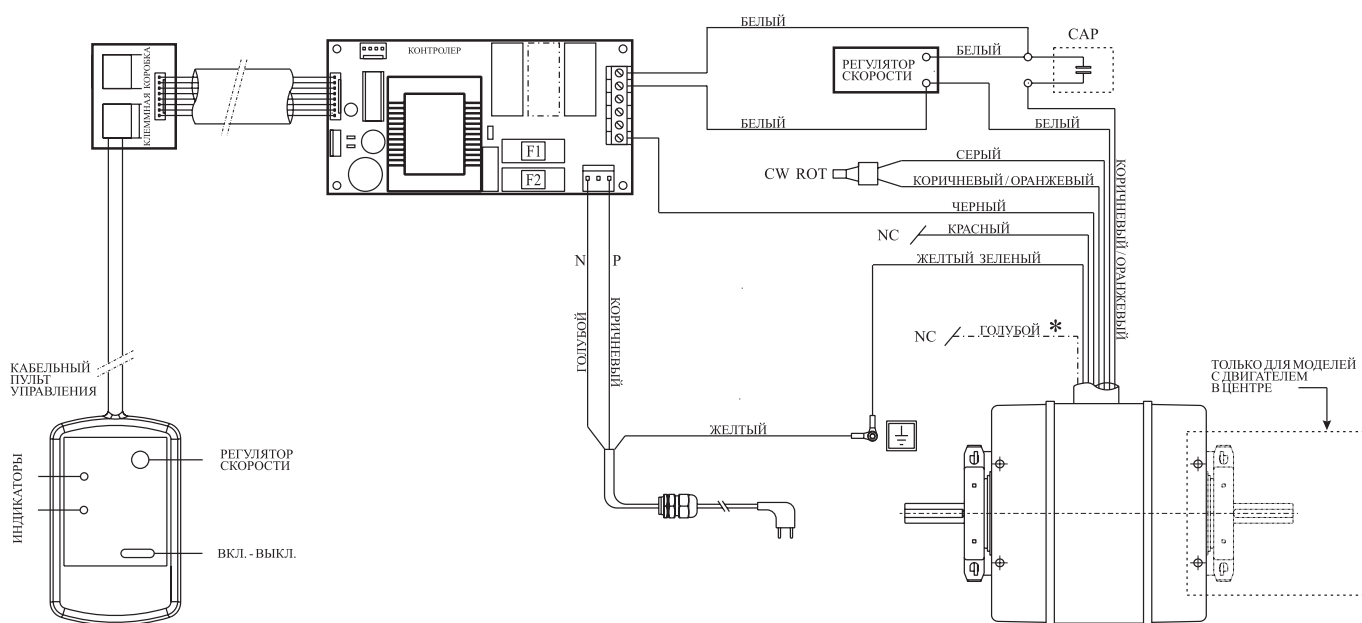 БЕЛЫЙ
CAP
КЛЕММНАЯ КОРОБКА
КОНТРОЛЕР
РЕГУЛЯТОР
СКОРОСТИ
БЕЛЫЙ
БЕЛЫЙ
БЕЛЫЙ
F1
F2
CW ROT
СЕРЫЙ
КОРИЧНЕВЫЙ / ОРАНЖЕВЫЙ
КОРИЧНЕВЫЙ / ОРАНЖЕВЫЙ
ЧЕРНЫЙ
NC
КРАСНЫЙ
ЖЕЛТЫЙ ЗЕЛЕНЫЙ
N
P
ГОЛУБОЙ
КОРИЧНЕВЫЙ
NC
ГОЛУБОЙ *
КАБЕЛЬНЫЙ
ПУЛЬТ
УПРАВЛЕНИЯ
ТОЛЬКО ДЛЯ МОДЕЛЕЙ
С ДВИГАТЕЛЕМ
В ЦЕНТРЕ
ЖЕЛТЫЙ
ИНДИКАТОРЫ
РЕГУЛЯТОР
СКОРОСТИ
ВКЛ. - ВЫКЛ.